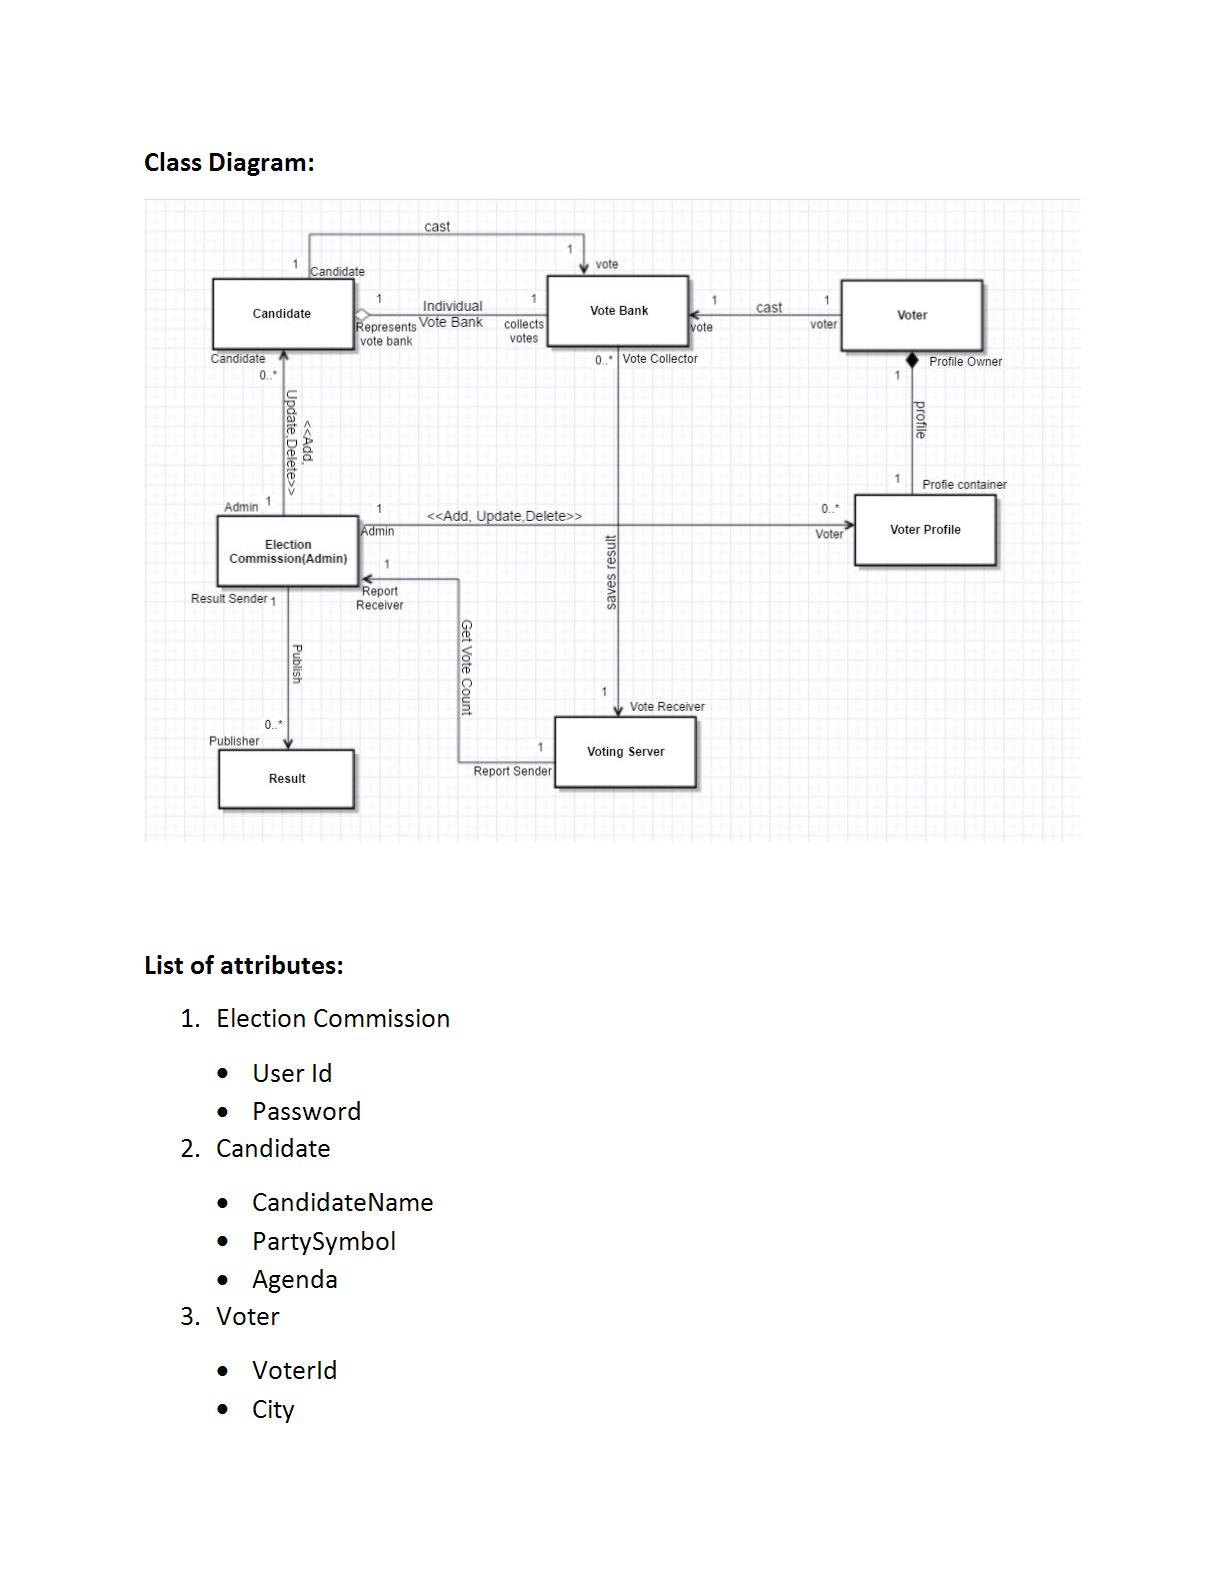 Class Diagram:
cast
1
1
vote
Candidate
Candidate
1
Individual
Vote Bank
1
Represents
vote bank
collects
votes
Vote Bank
1
cast
1
vote
voter
Voter
Candidate
0..*
0..*
Vote Collector
Profile Owner
1
<<Add,
Update,Delete>>
profile
1
Profie container
Admin
1
1
<<Add, Update,Delete>>
0..*
Admin
Voter
Voter Profile
Election
Commission(Admin)
1
Report
Receiver
saves result
Result Sender
1
Publish
Get Vote Count
1
Vote Receiver
0..*
Publisher
1
Report Sender
Voting Server
Result
List of attributes:
1. Election Commission
• User Id
• Password
2. Candidate
• CandidateName
• PartySymbol
• Agenda
3. Voter
• VoterId
• City